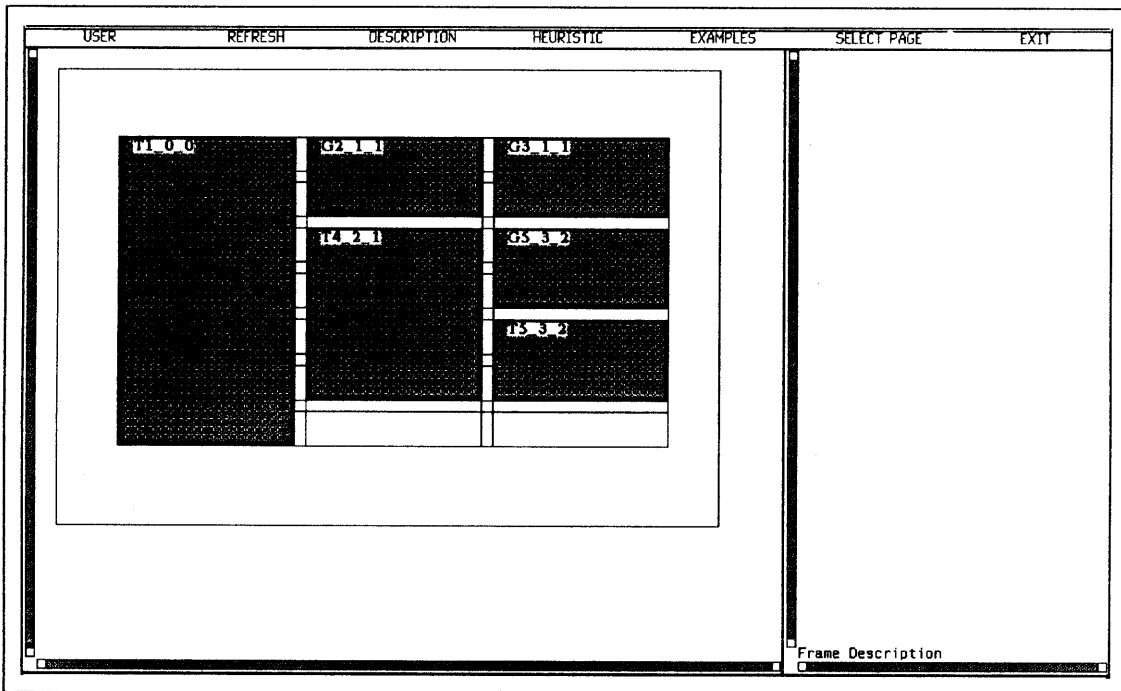 USER REFRESH DESCRIPTION HEURISTIC EXAMPLES SELECT PAGE EXIT
T1_0_0 G2_1_1 G3_1_1
T4_2_1 G5_3_2
T5_3_2
Frame Description